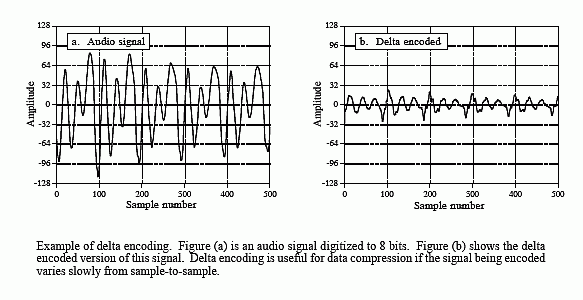 a. Audio signal
128
96
64
32
0
-32
-64
-96
-128
Amplitude
0 100 200 300 400 500
Sample number
b. Delta encoded
128
96
64
32
0
-32
-64
-96
-128
Amplitude
0 100 200 300 400 500
Sample number
Example of delta encoding. Figure (a) is an audio signal digitized to 8 bits. Figure (b) shows the delta
encoded version of this signal. Delta encoding is useful for data compression if the signal being encoded
varies slowly from sample-to-sample.